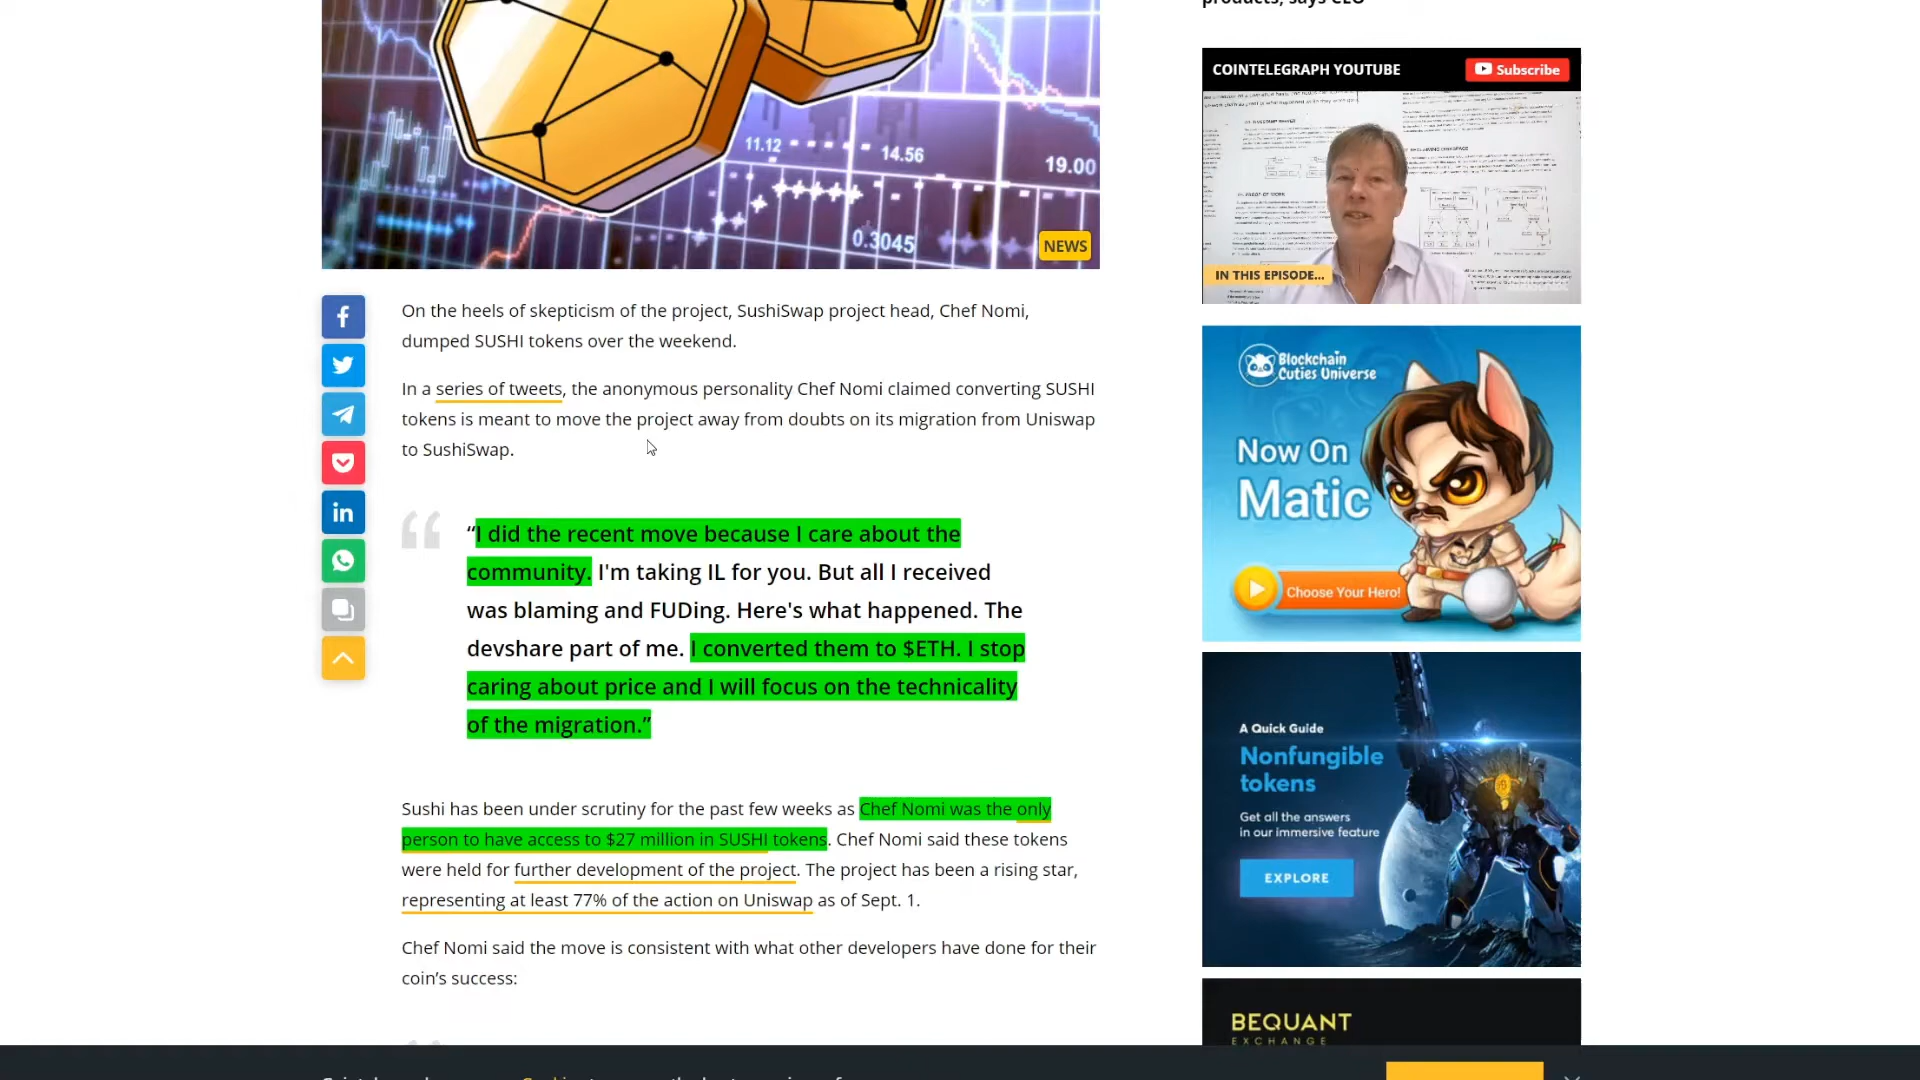 products, says CEO
COINTELEGRAPH YOUTUBE
Subscribe
11.12
14.56
19.00
0.3045
NEWS
IN THIS EPISODE...
On the heels of skepticism of the project, SushiSwap project head, Chef Nomi,
dumped SUSHI tokens over the weekend.
In a series of tweets, the anonymous personality Chef Nomi claimed converting SUSHI
tokens is meant to move the project away from doubts on its migration from Uniswap
to SushiSwap.
“I did the recent move because I care about the
community. I'm taking IL for you. But all I received
was blaming and FUDing. Here's what happened. The
devshare part of me. I converted them to $ETH. I stop
caring about price and I will focus on the technicality
of the migration.”
Sushi has been under scrutiny for the past few weeks as Chef Nomi was the only
person to have access to $27 million in SUSHI tokens. Chef Nomi said these tokens
were held for further development of the project. The project has been a rising star,
representing at least 77% of the action on Uniswap as of Sept. 1.
Chef Nomi said the move is consistent with what other developers have done for their
coin’s success:
Blockchain
Cuties Universe
Now On
Matic
Choose Your Hero!
A Quick Guide
Nonfungible
tokens
Get all the answers
in our immersive feature
EXPLORE
BEQUANT
EXCHANGE